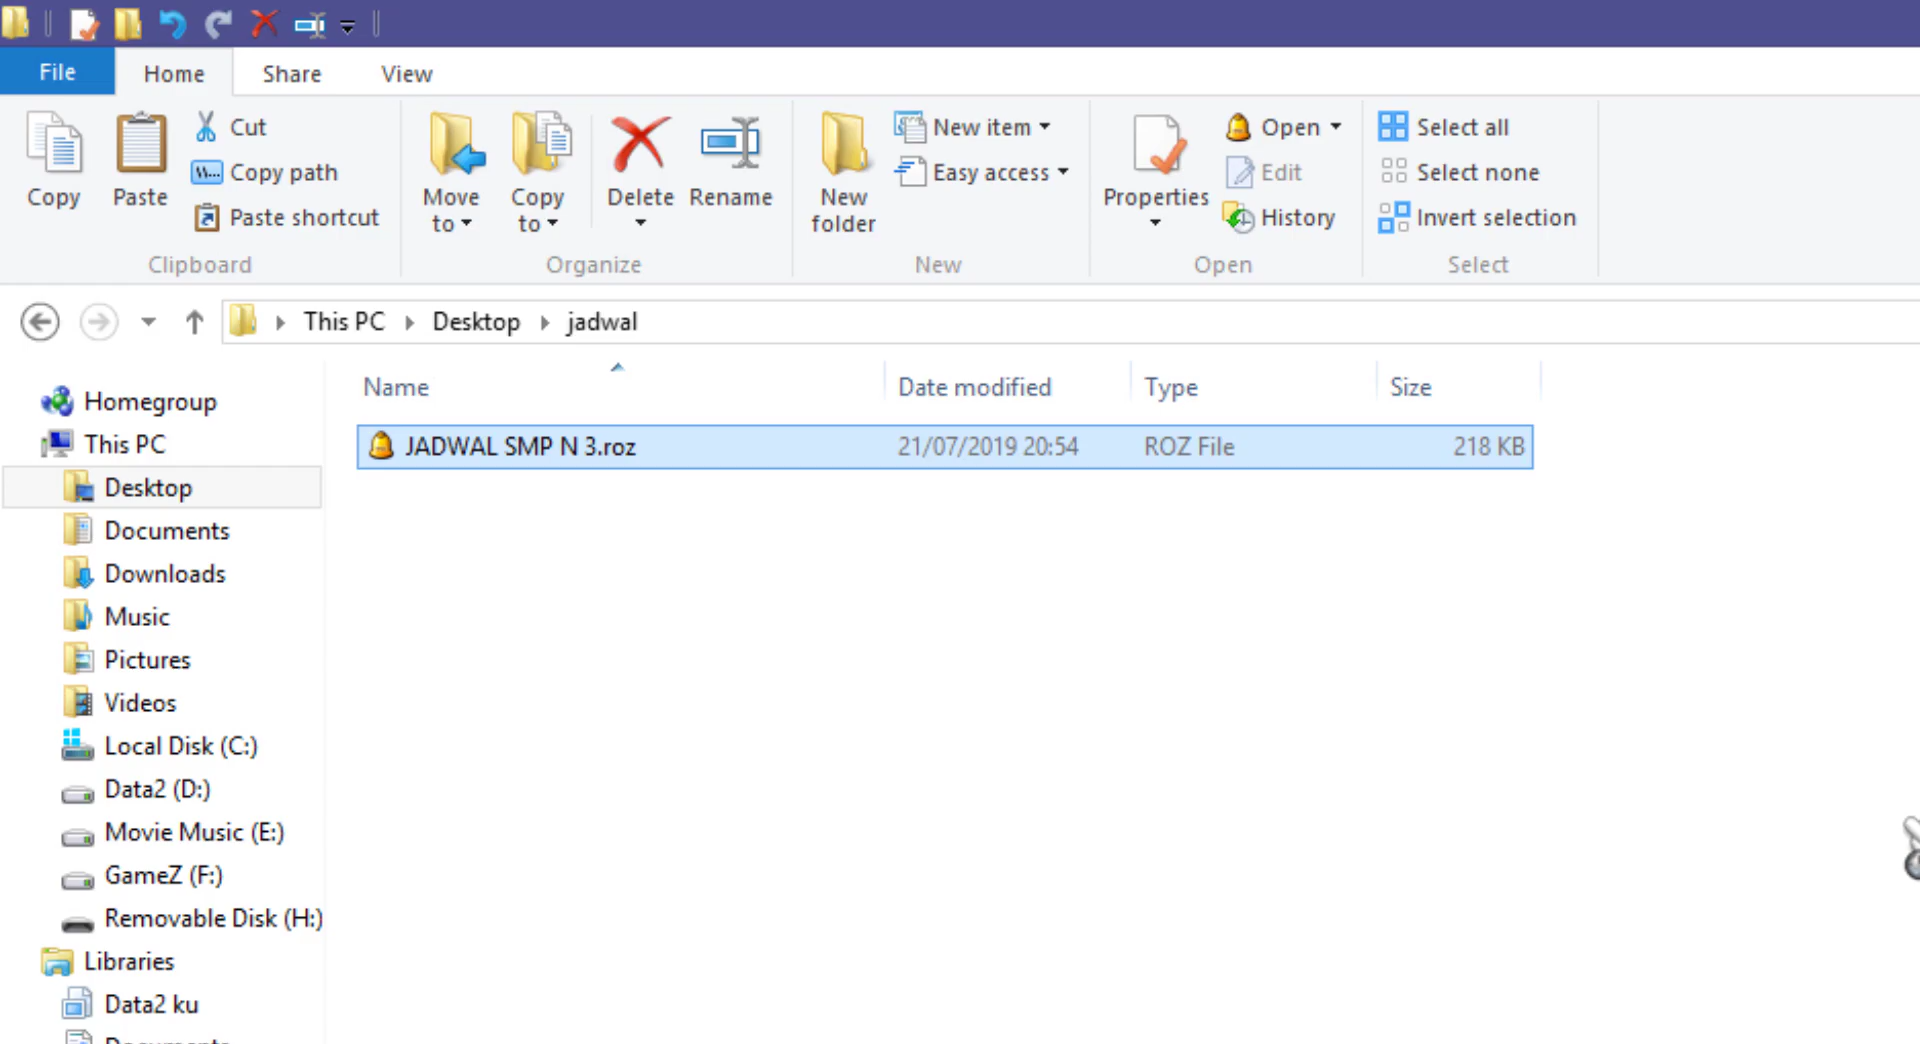 File Home Share View
Cut
New item
Open
Select all
Copy path
Easy access
Edit
Select none
Copy Paste
Move to
Copy to
Delete Rename
New folder
Properties
Paste shortcut
History
Invert selection
Clipboard Organize New Open Select
This PC Desktop jadwal
Name Date modified Type Size
JADWAL SMP N 3.roz 21/07/2019 20:54 ROZ File 218 KB
Homegroup
This PC
Desktop
Documents
Downloads
Music
Pictures
Videos
Local Disk (C:)
Data2 (D:)
Movie Music (E:)
GameZ (F:)
Removable Disk (H:)
Libraries
Data2 ku